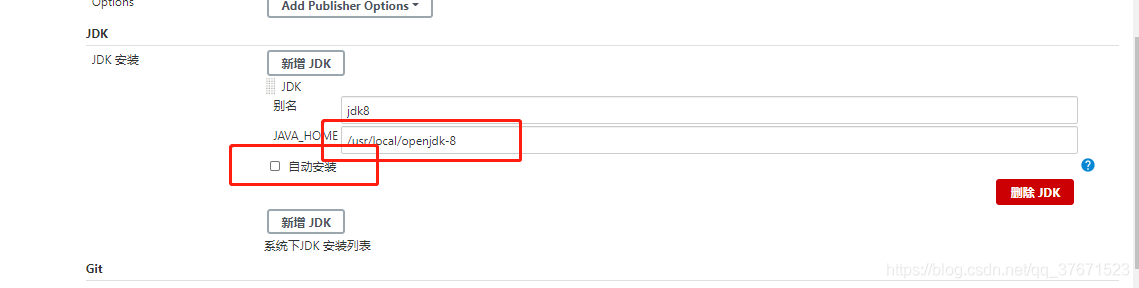 Options
Add Publisher Options
JDK
JDK 安装
新增 JDK
JDK
别名
jdk8
JAVA_HOME
/usr/local/openjdk-8
自动安装
?
删除 JDK
新增 JDK
系统下JDK 安装列表
Git
https://blog.csdn.net/qq_37671523